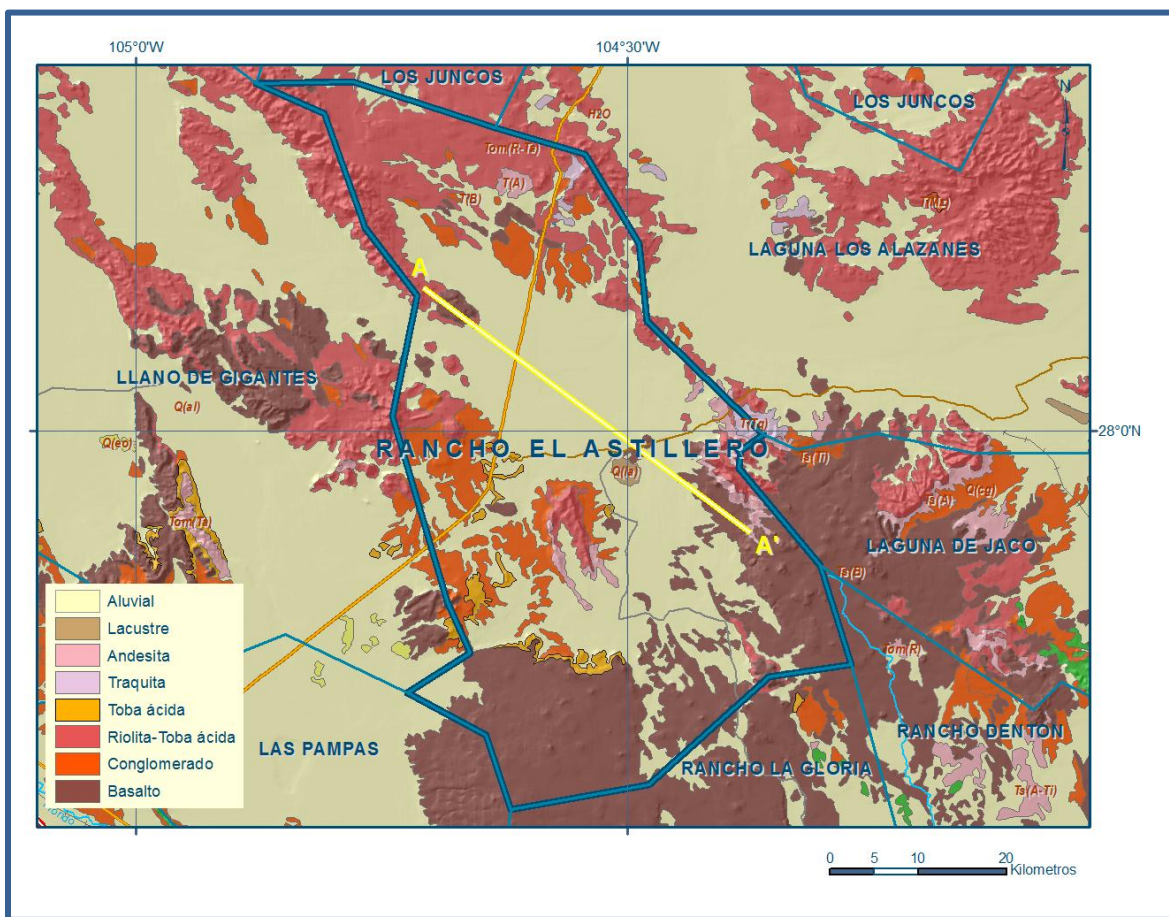 105°0'W
104°30'W
LOS JUNCOS
N
LOS JUNCOS
H2O
Tom(R-Ta)
T(A)
T(B)
T(Mg)
LAGUNA LOS ALAZANES
A
LLANO DE GIGANTES
Q(al)
Q(eo)
28°0'N
RANCHO EL ASTILLERO
T(Tq)
Ts(Ti)
Q(la)
Ts(A)
Q(cg)
Tom(Ta)
A'
LAGUNA DE JACO
Ts(B)
Aluvial
Lacustre
Andesita
Traquita
Toba ácida
Riolita-Toba ácida
Conglomerado
Basalto
Tom(R)
LAS PAMPAS
RANCHO DENTON
RANCHO LA GLORIA
Ts(A-Ti)
0 5 10 20
Kilometros